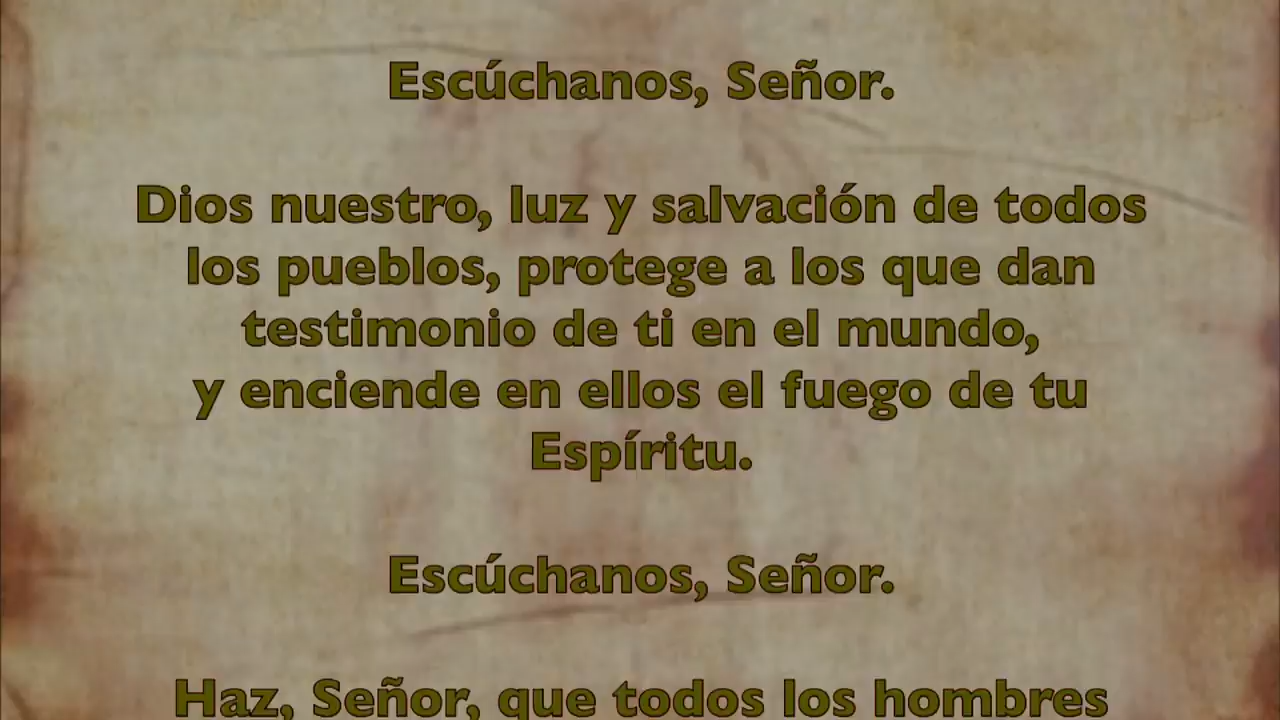 Escúchanos, Señor.
Dios nuestro, luz y salvación de todos
los pueblos, protege a los que dan
testimonio de ti en el mundo,
y enciende en ellos el fuego de tu
Espíritu.
Escúchanos, Señor.
Haz, Señor, que todos los hombres